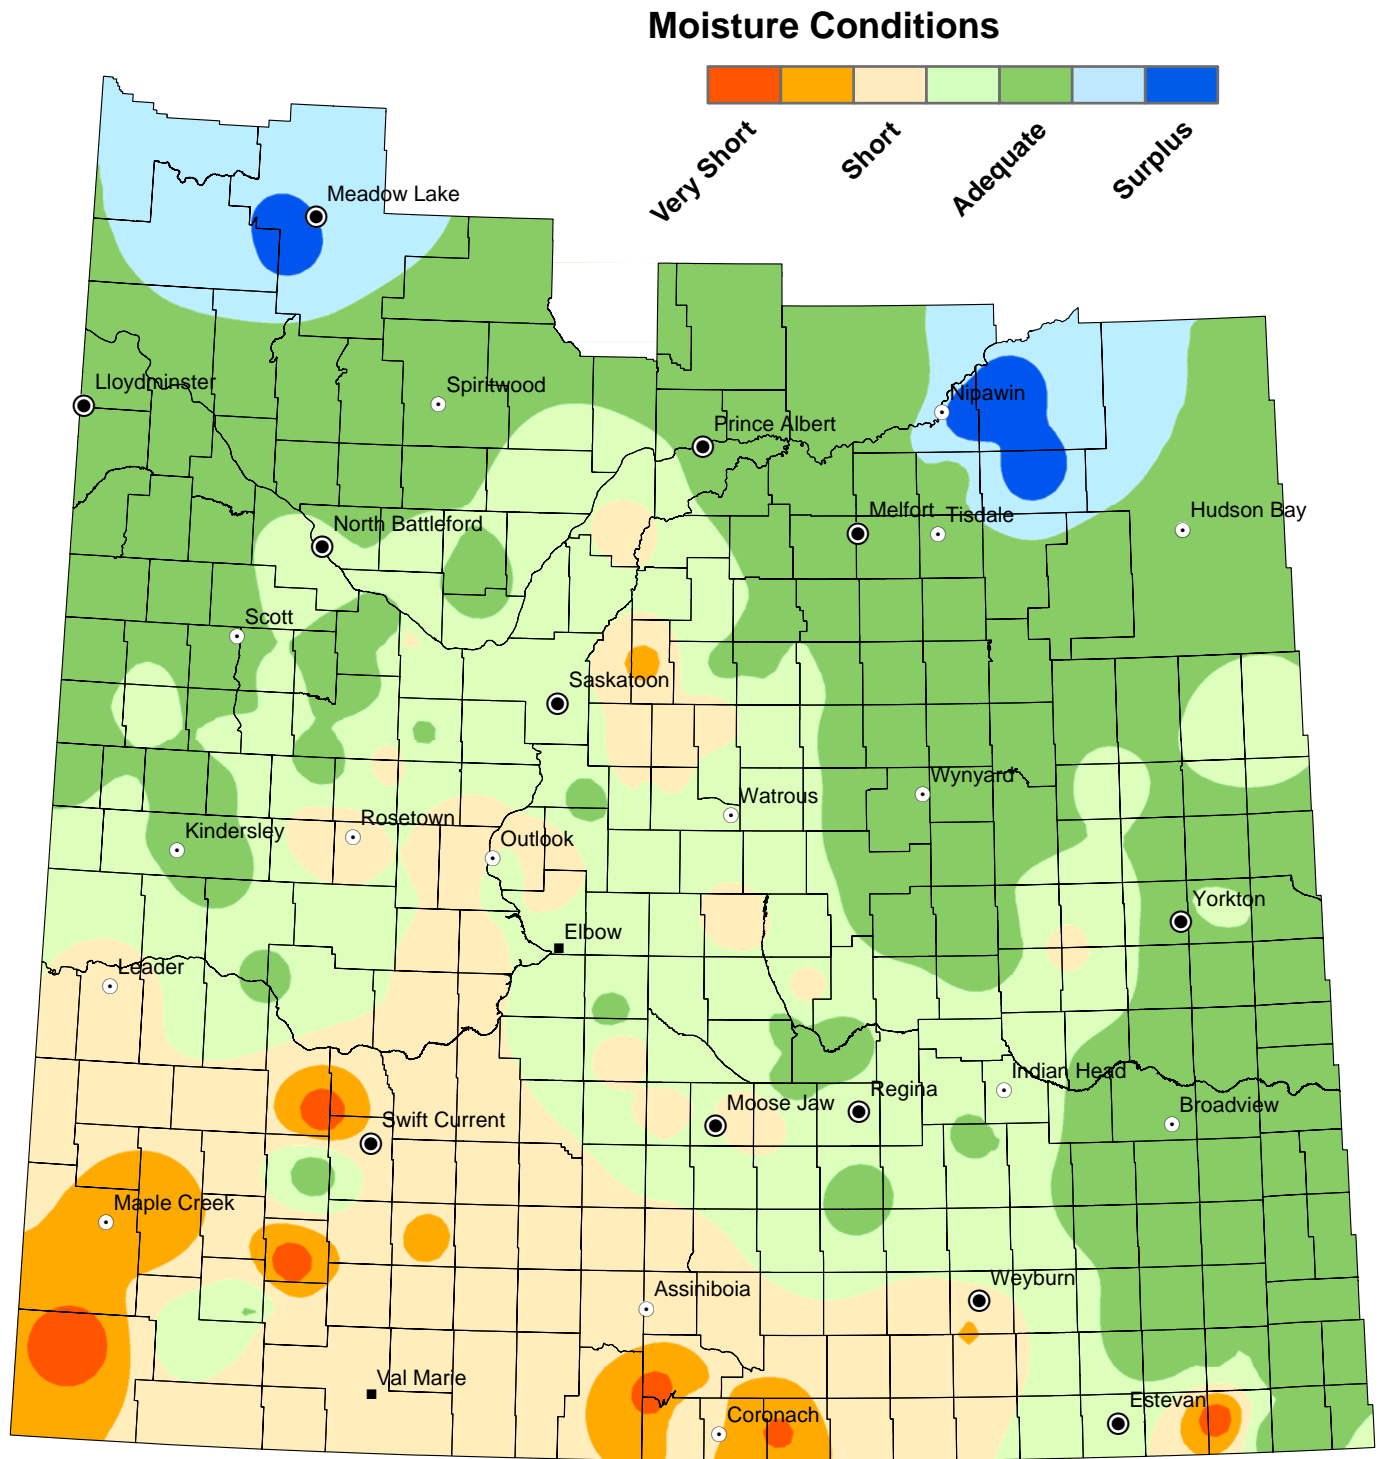 Moisture Conditions
Very Short
Short
Adequate
Surplus
Meadow Lake
Lloydminster
Spiritwood
Nipawin
Prince Albert
Melfort
Tisdale
Hudson Bay
North Battleford
Scott
Saskatoon
Wynyard
Watrous
Rosetown
Kindersley
Outlook
Yorkton
Elbow
Leader
Indian Head
Regina
Moose Jaw
Broadview
Swift Current
Maple Creek
Weyburn
Assiniboia
Val Marie
Estevan
Coronach